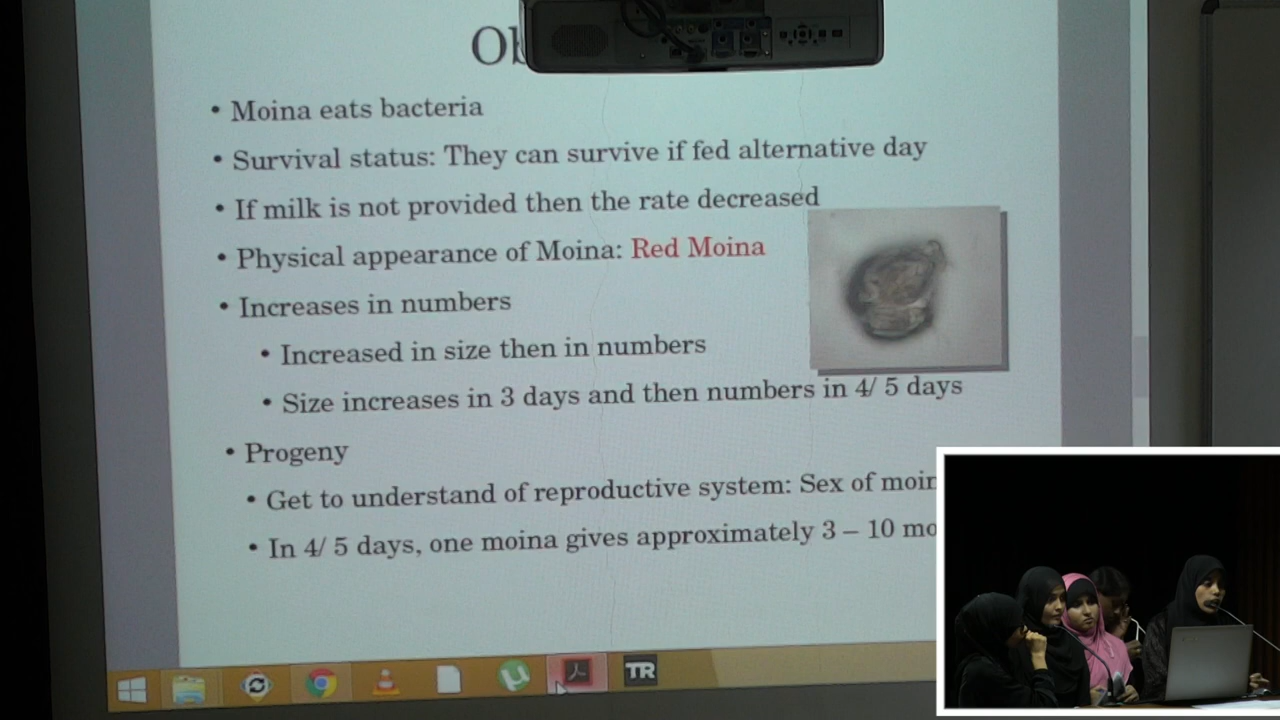 • Moina eats bacteria
• Survival status: They can survive if fed alternative day
• If milk is not provided then the rate decreased
• Physical appearance of Moina: Red Moina
• Increases in numbers
• Increased in size then in numbers
• Size increases in 3 days and then numbers in 4/ 5 days
• Progeny
• Get to understand of reproductive system: Sex of
• In 4/ 5 days, one moina gives approximately 3 – 10
TR